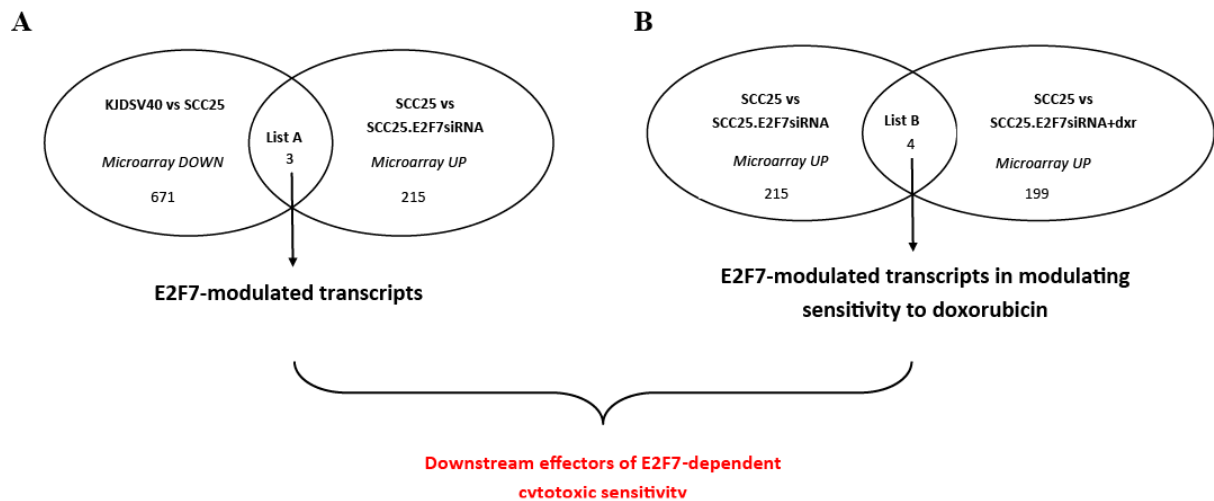 A
KJDSV40 vs SCC25
Microarray DOWN
671
List A
3
SCC25 vs
SCC25.E2F7siRNA
Microarray UP
215
E2F7-modulated transcripts
B
SCC25 vs
SCC25.E2F7siRNA
Microarray UP
215
List B
4
SCC25 vs
SCC25.E2F7siRNA+dxr
Microarray UP
199
E2F7-modulated transcripts in modulating
sensitivity to doxorubicin
Downstream effectors of E2F7-dependent
cytotoxic sensitivity